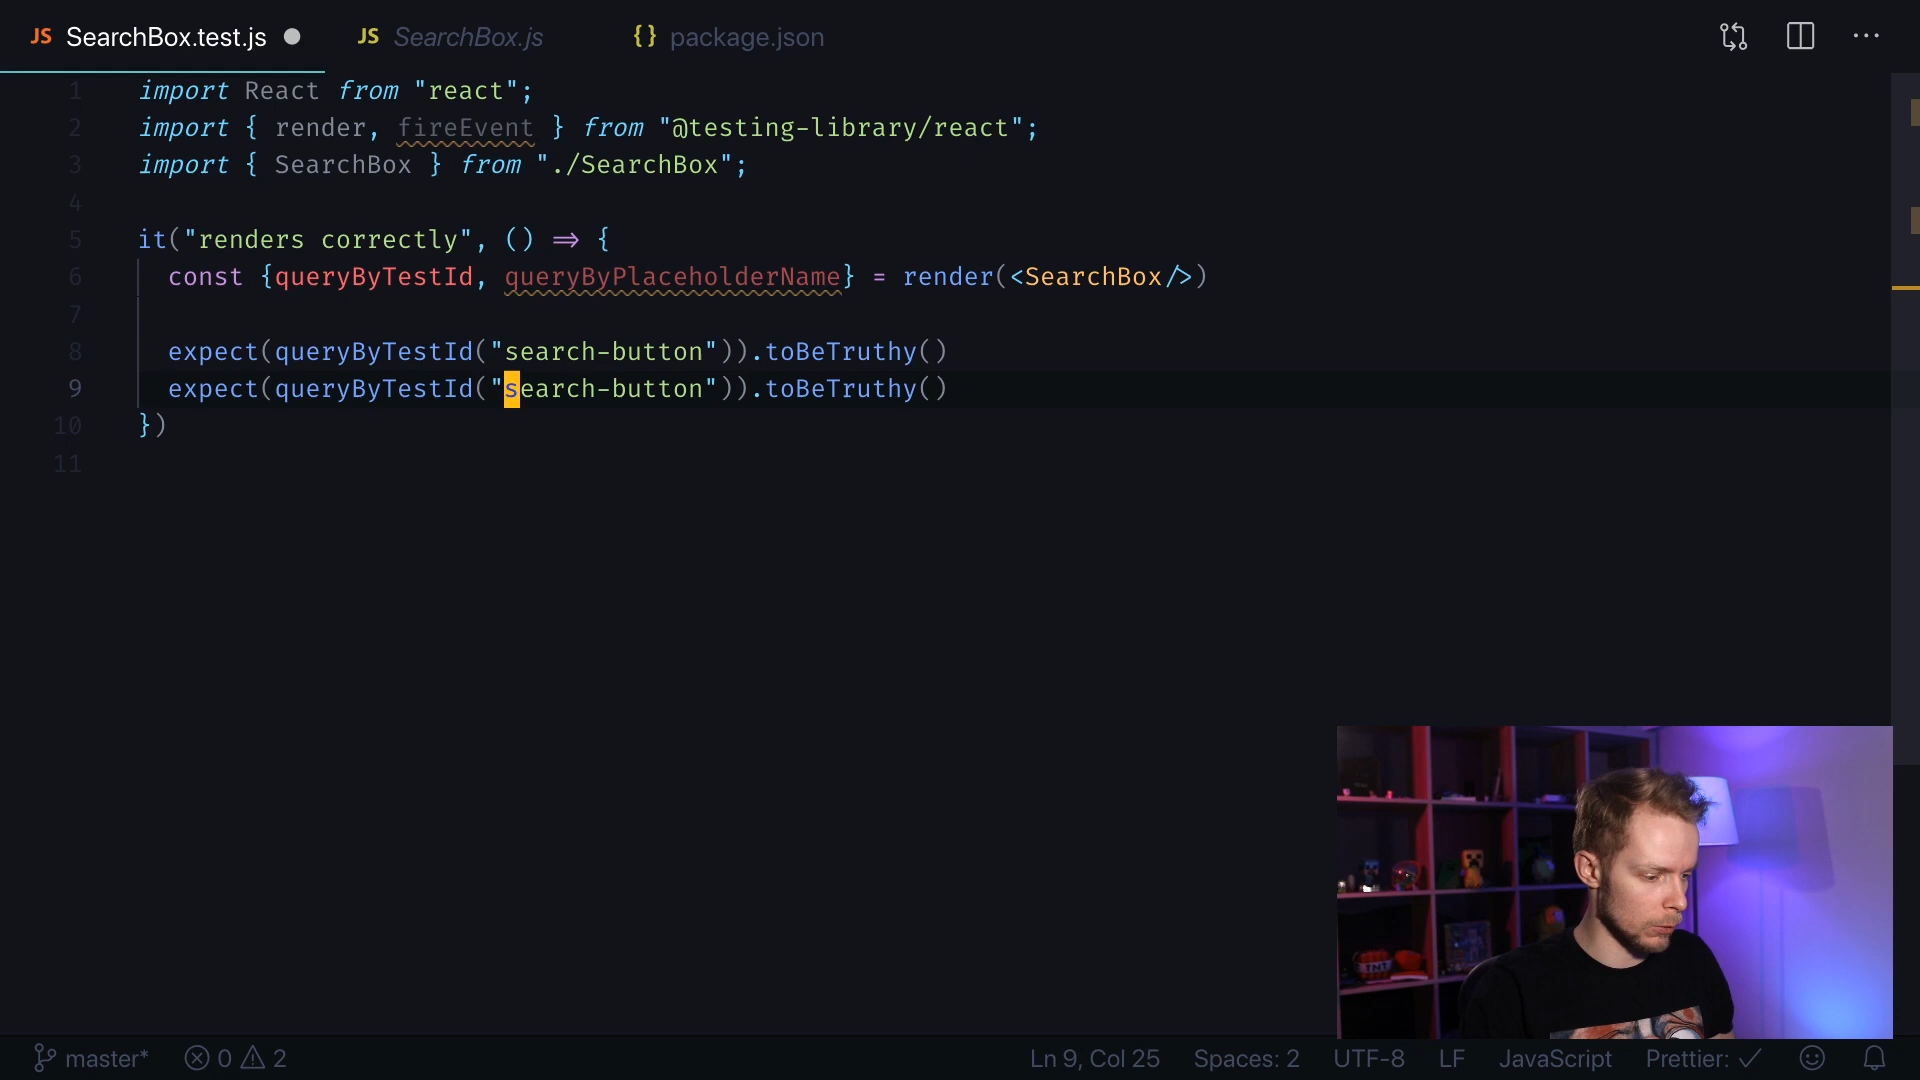 JS SearchBox.test.js JS SearchBox.js {} package.json
1 import React from "react";
2 import { render, fireEvent } from "@testing-library/react";
3 import { SearchBox } from "./SearchBox";
4
5 it("renders correctly", () => {
6 const {queryByTestId, queryByPlaceholderName} = render(<SearchBox/>)
7
8 expect(queryByTestId("search-button")).toBeTruthy()
9 expect(queryByTestId("search-button")).toBeTruthy()
10 })
11
TNT
master* 0 2 Ln 9, Col 25 Spaces: 2 UTF-8 LF JavaScript Prettier: ✓